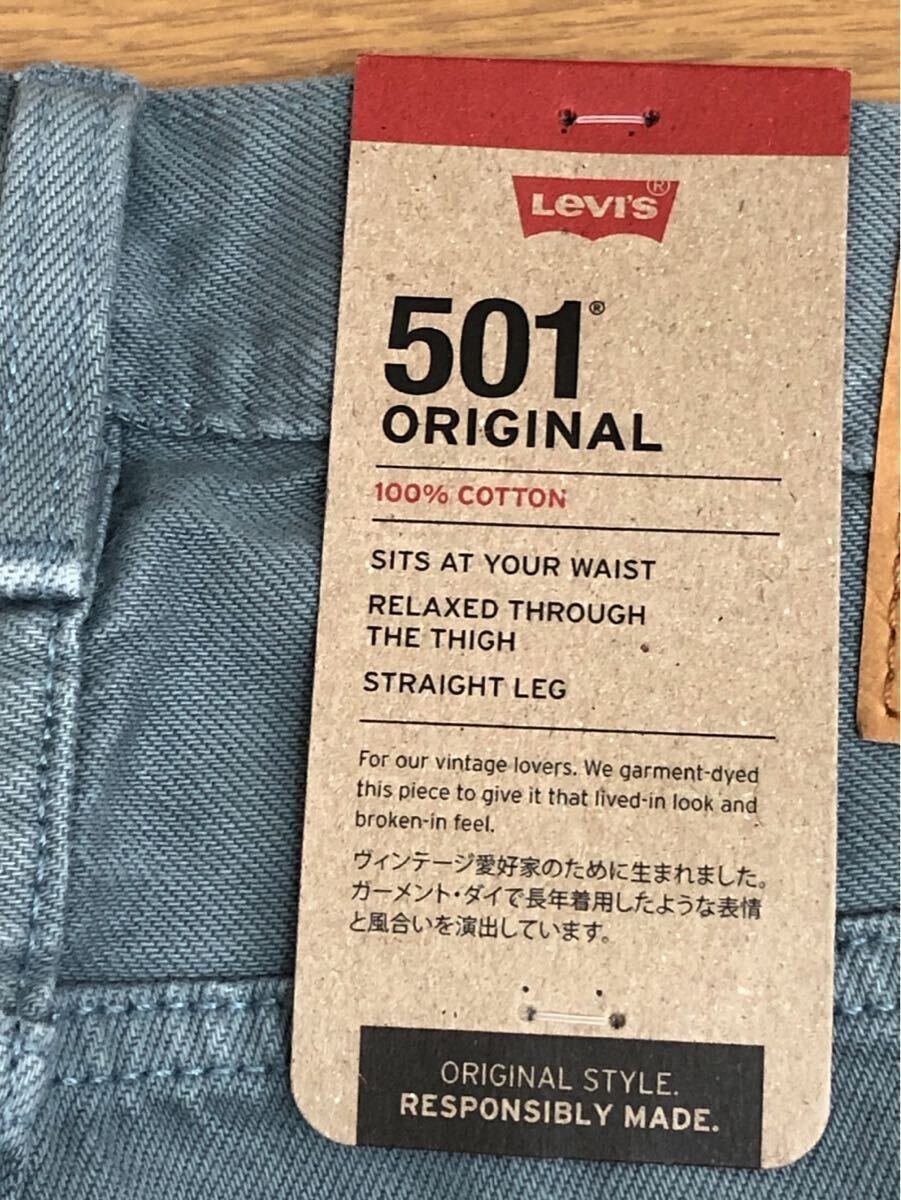 LEVI'S®
501®
ORIGINAL
100% COTTON
SITS AT YOUR WAIST
RELAXED THROUGH
THE THIGH
STRAIGHT LEG
For our vintage lovers. We garment-dyed
this piece to give it that lived-in look and
broken-in feel.
ヴィンテージ愛好家のために生まれました。
ガーメント・ダイで長年着用したような表情
と風合いを演出しています。
ORIGINAL STYLE.
RESPONSIBLY MADE.